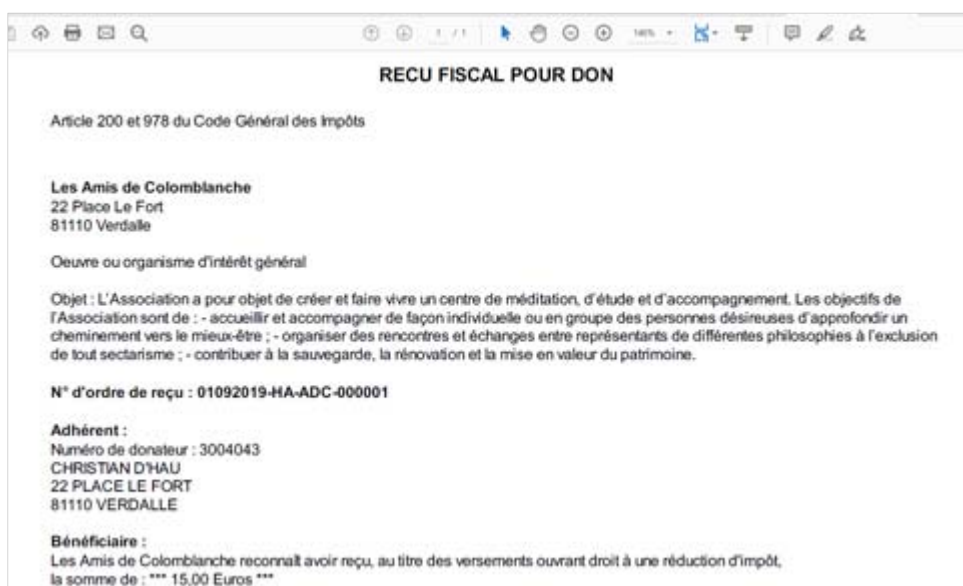 1 / 1
146%
RECU FISCAL POUR DON
Article 200 et 978 du Code Général des Impôts
Les Amis de Colomblanche
22 Place Le Fort
81110 Verdalle
Oeuvre ou organisme d'intérêt général
Objet : L'Association a pour objet de créer et faire vivre un centre de méditation, d'étude et d'accompagnement. Les objectifs de
l'Association sont de : - accueillir et accompagner de façon individuelle ou en groupe des personnes désireuses d'approfondir un
cheminement vers le mieux-être ; - organiser des rencontres et échanges entre représentants de différentes philosophies à l'exclusion
de tout sectarisme ; - contribuer à la sauvegarde, la rénovation et la mise en valeur du patrimoine.
N° d'ordre de reçu : 01092019-HA-ADC-000001
Adhérent :
Numéro de donateur : 3004043
CHRISTIAN D'HAU
22 PLACE LE FORT
81110 VERDALLE
Bénéficiaire :
Les Amis de Colomblanche reconnaît avoir reçu, au titre des versements ouvrant droit à une réduction d'impôt,
la somme de : *** 15,00 Euros ***